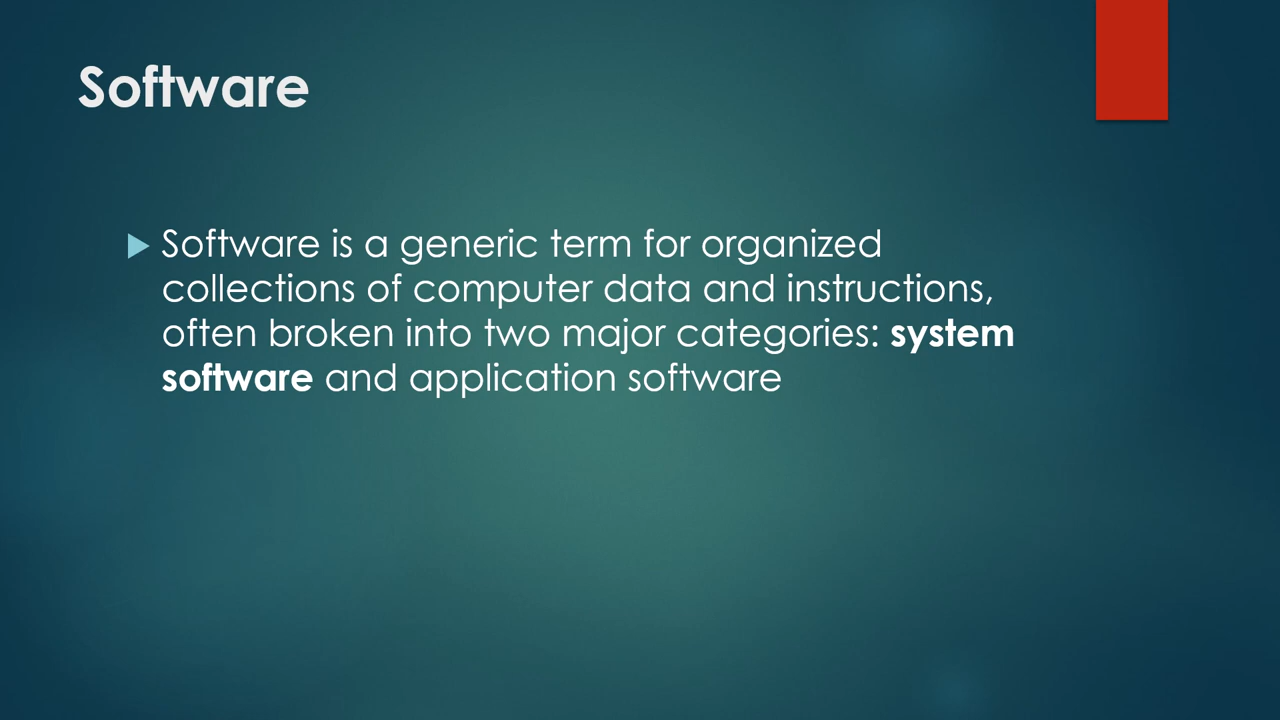 Software
Software is a generic term for organized
collections of computer data and instructions,
often broken into two major categories: system
software and application software